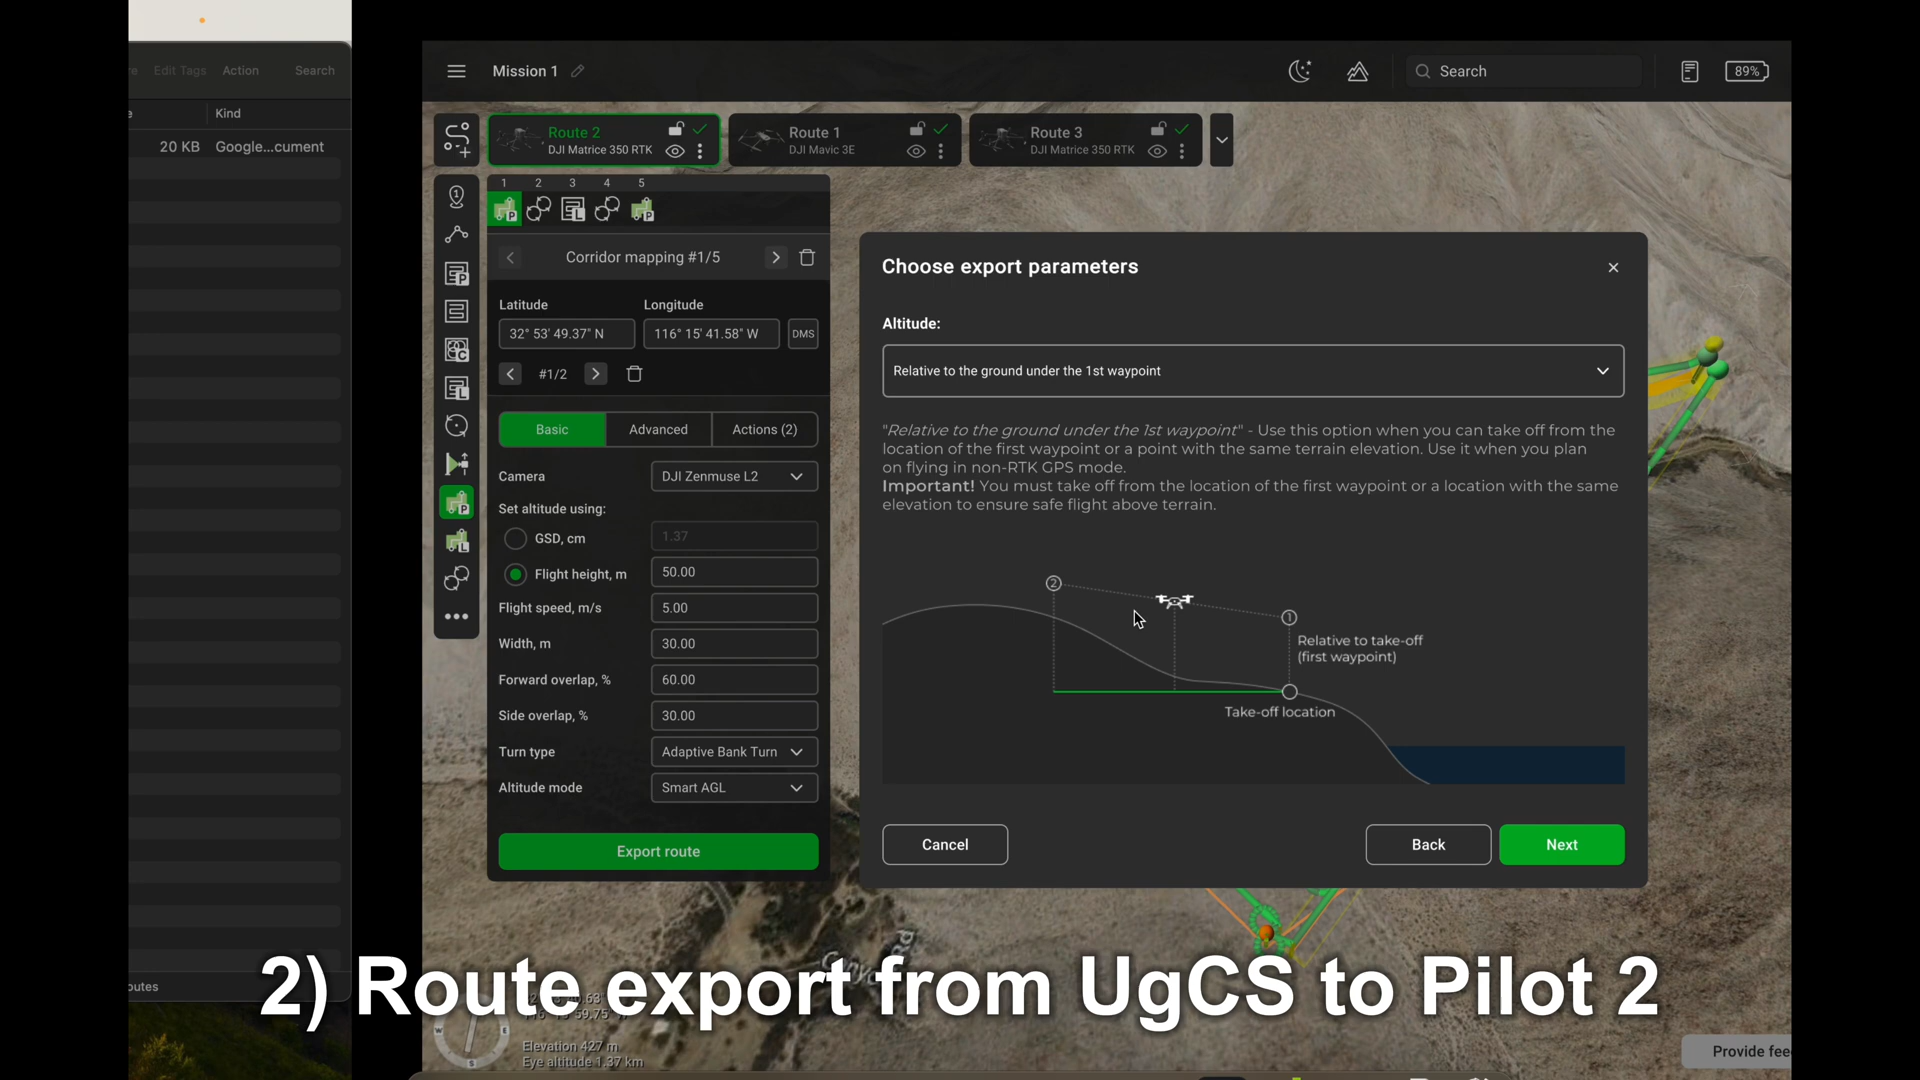 Edit Tags
Action
Search
Kind
20 KB
Google...cument
Mission 1
Search
89%
Route 2
DJI Matrice 350 RTK
Route 1
DJI Mavic 3E
Route 3
DJI Matrice 350 RTK
1 2 3 4 5
Corridor mapping #1/5
Latitude
Longitude
32° 53' 49.37" N
116° 15' 41.58" W
DMS
#1/2
Basic
Advanced
Actions (2)
Camera
DJI Zenmuse L2
Set altitude using:
GSD, cm
1.37
Flight height, m
50.00
Flight speed, m/s
5.00
Width, m
30.00
Forward overlap, %
60.00
Side overlap, %
30.00
Turn type
Adaptive Bank Turn
Altitude mode
Smart AGL
Export route
Choose export parameters
Altitude:
Relative to the ground under the 1st waypoint
"Relative to the ground under the 1st waypoint" - Use this option when you can take off from the
location of the first waypoint or a point with the same terrain elevation. Use it when you plan
on flying in non-RTK GPS mode.
Important! You must take off from the location of the first waypoint or a location with the same
elevation to ensure safe flight above terrain.
2
1
Relative to take-off
(first waypoint)
Take-off location
Cancel
Back
Next
2) Route export from UgCS to Pilot 2
Elevation 427 m
Eye altitude 1.37 km
Provide fee